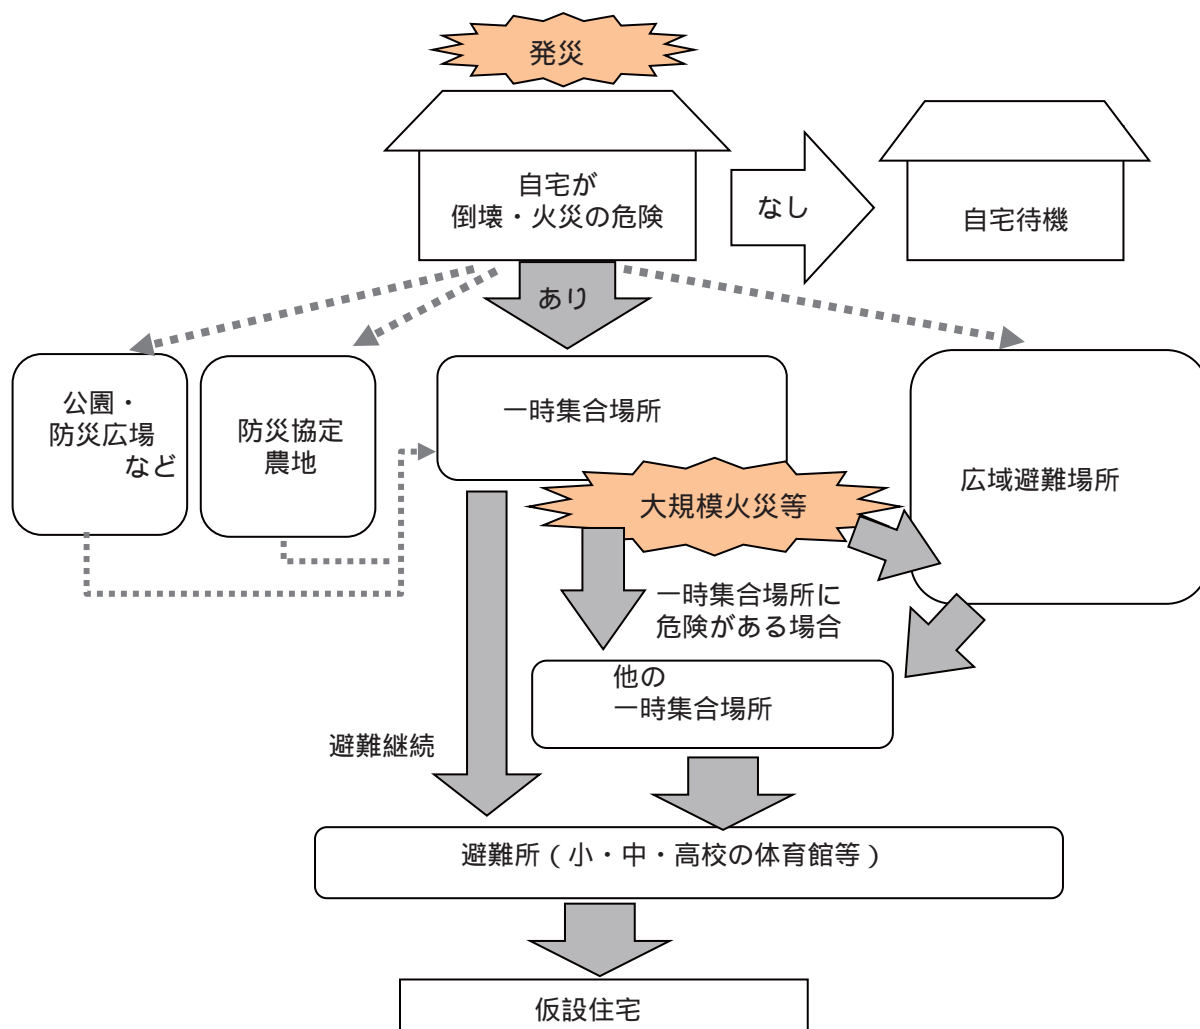 発災
自宅が
倒壊・火災の危険
なし
自宅待機
あり
公園・
防災広場
など
防災協定
農地
一時集合場所
広域避難場所
大規模火災等
一時集合場所に
危険がある場合
他の
一時集合場所
避難継続
避難所（小・中・高校の体育館等）
仮設住宅